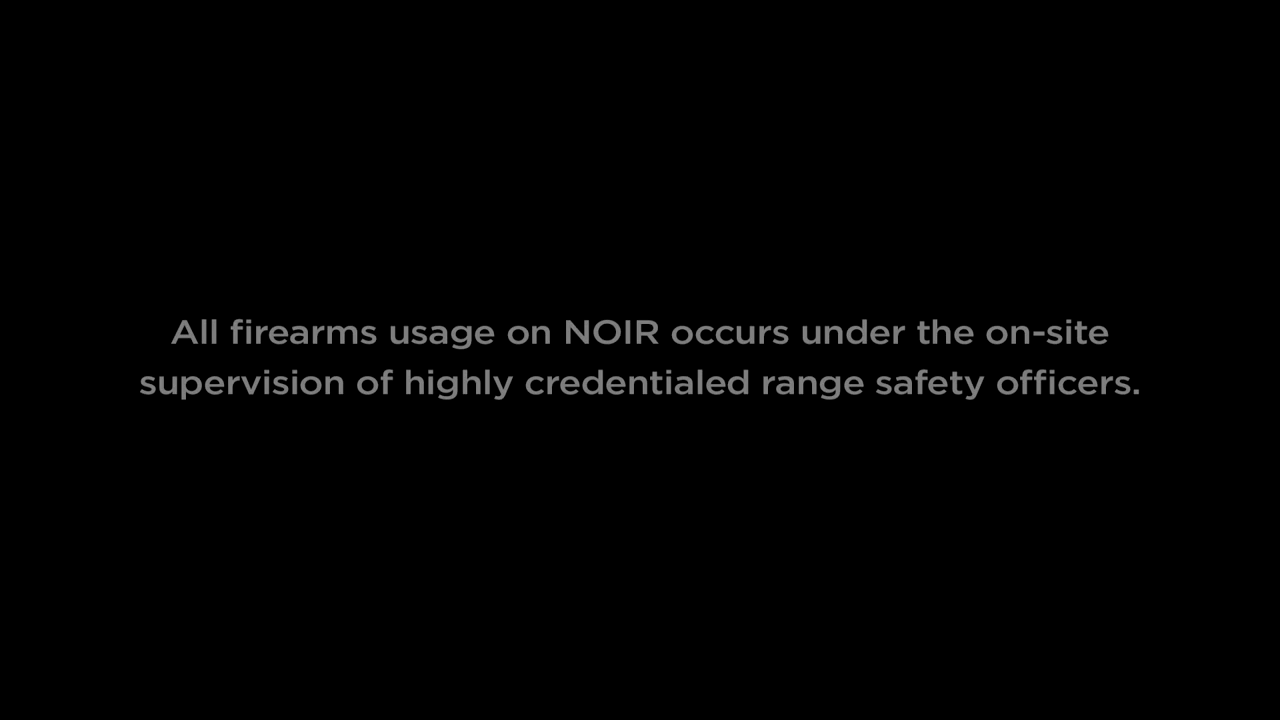 All firearms usage on NOIR occurs under the on-site
supervision of highly credentialed range safety officers.